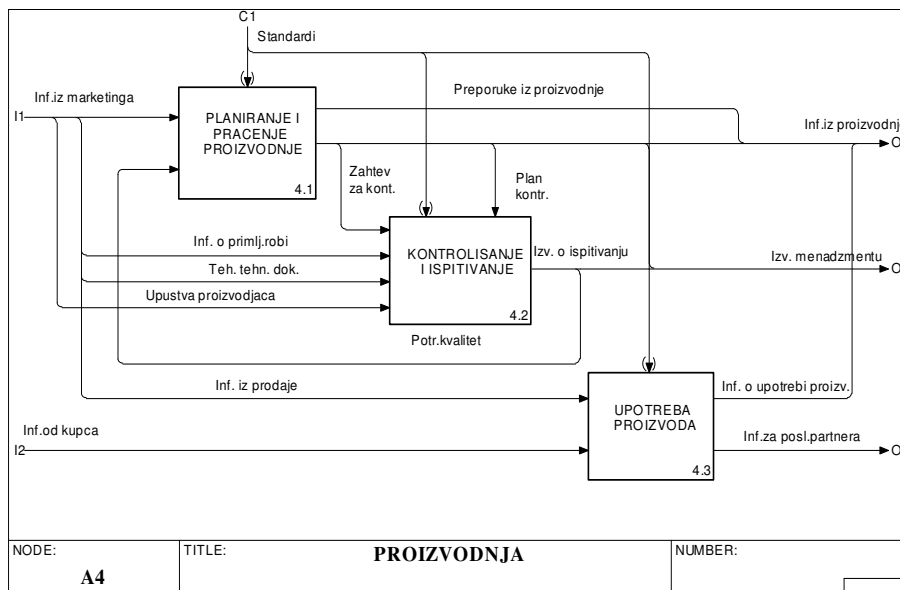 C1
Standardi
Inf.iz marketinga
Preporuke iz proizvodnje
I1
PLANIRANJE I
PRACENJE
PROIZVODNJE
4.1
Inf.iz proizvodnje
O
Zahtev
za kont.
Plan
kontr.
Inf. o primlj.robi
KONTROLISANJE
I ISPITIVANJE
4.2
Izv. o ispitivanju
Izv. menadzmentu
O
Teh. tehn. dok.
Upustva proizvodjaca
Potr.kvalitet
Inf. iz prodaje
UPOTREBA
PROIZVODA
4.3
Inf. o upotrebi proizv.
Inf.od kupca
I2
Inf.za posl.partnera
O
NODE:
A4
TITLE:
PROIZVODNJA
NUMBER: